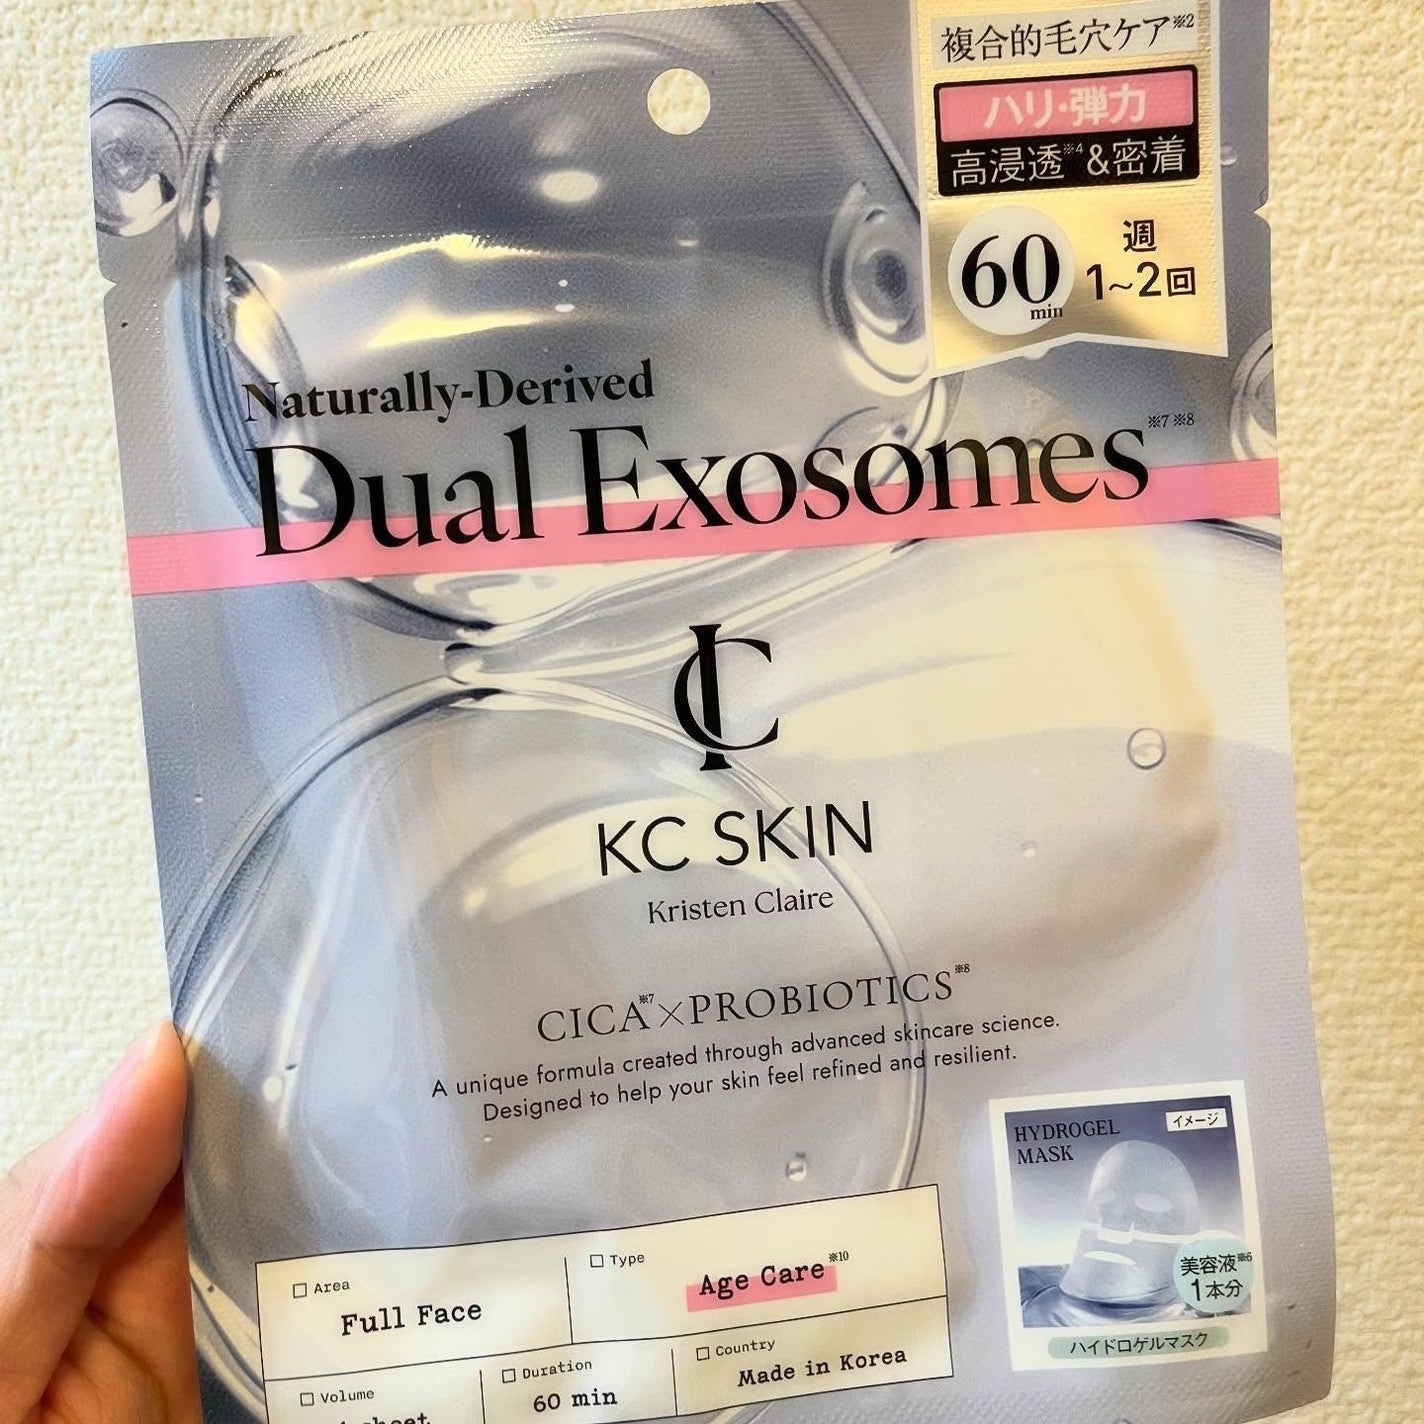 複合的毛穴ケア※2
ハリ・弾力
高浸透※4&密着
60
min
週
1~2回
Naturally-Derived
Dual Exosomes※7 ※8
KC SKIN
Kristen Claire
CICA※7×PROBIOTICS※8
A unique formula created through advanced skincare science.
Designed to help your skin feel refined and resilient.
HYDROGEL
MASK
イメージ
美容液※6
1本分
ハイドロゲルマスク
Area
Full Face
Type
Age Care※10
Volume
sheet
Duration
60 min
Country
Made in Korea